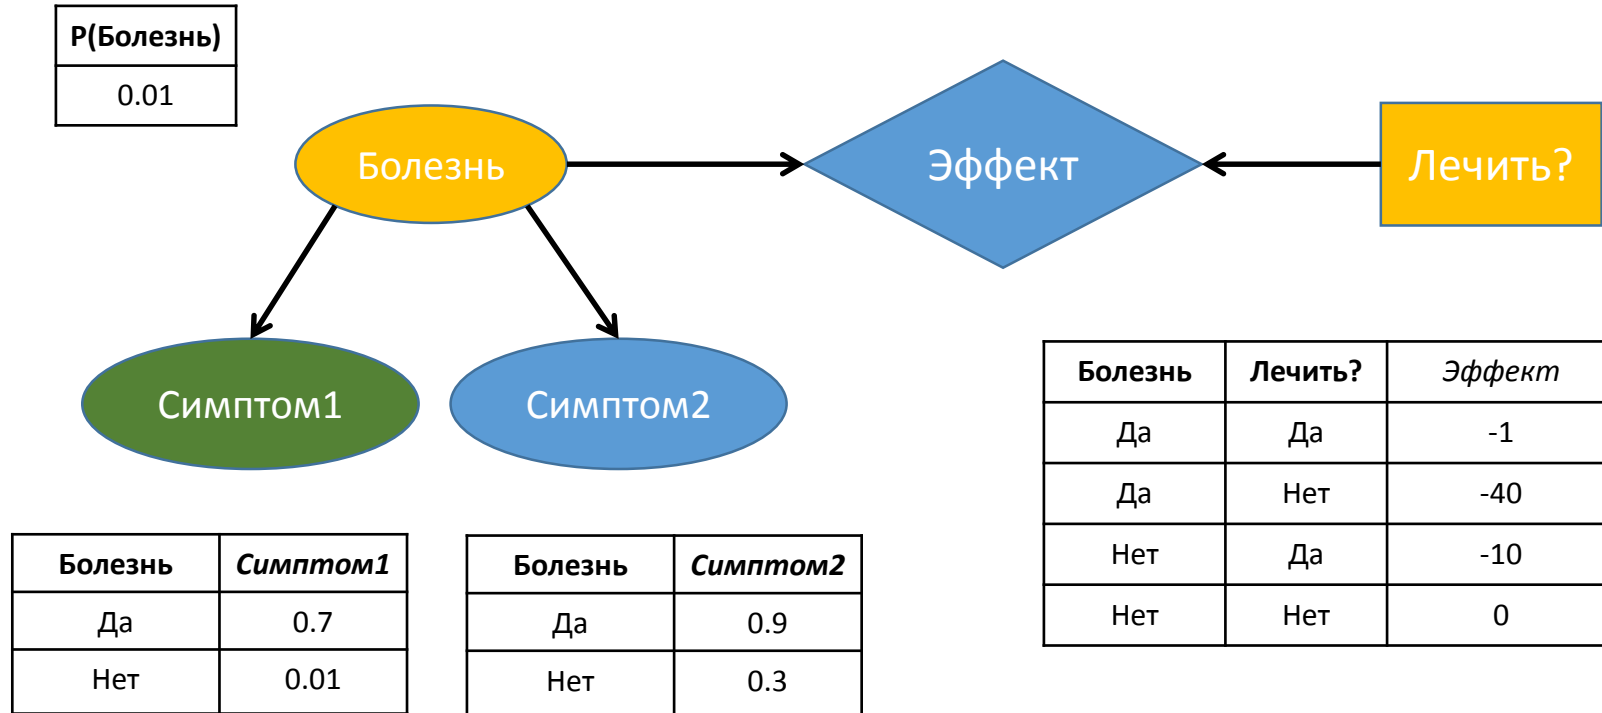 P(Болезнь)
0.01
Болезнь
Эффект
Лечить?
Симптом1
Симптом2
Болезнь Лечить? Эффект
Да Да -1
Да Нет -40
Нет Да -10
Нет Нет 0
Болезнь Симптом1
Да 0.7
Нет 0.01
Болезнь Симптом2
Да 0.9
Нет 0.3